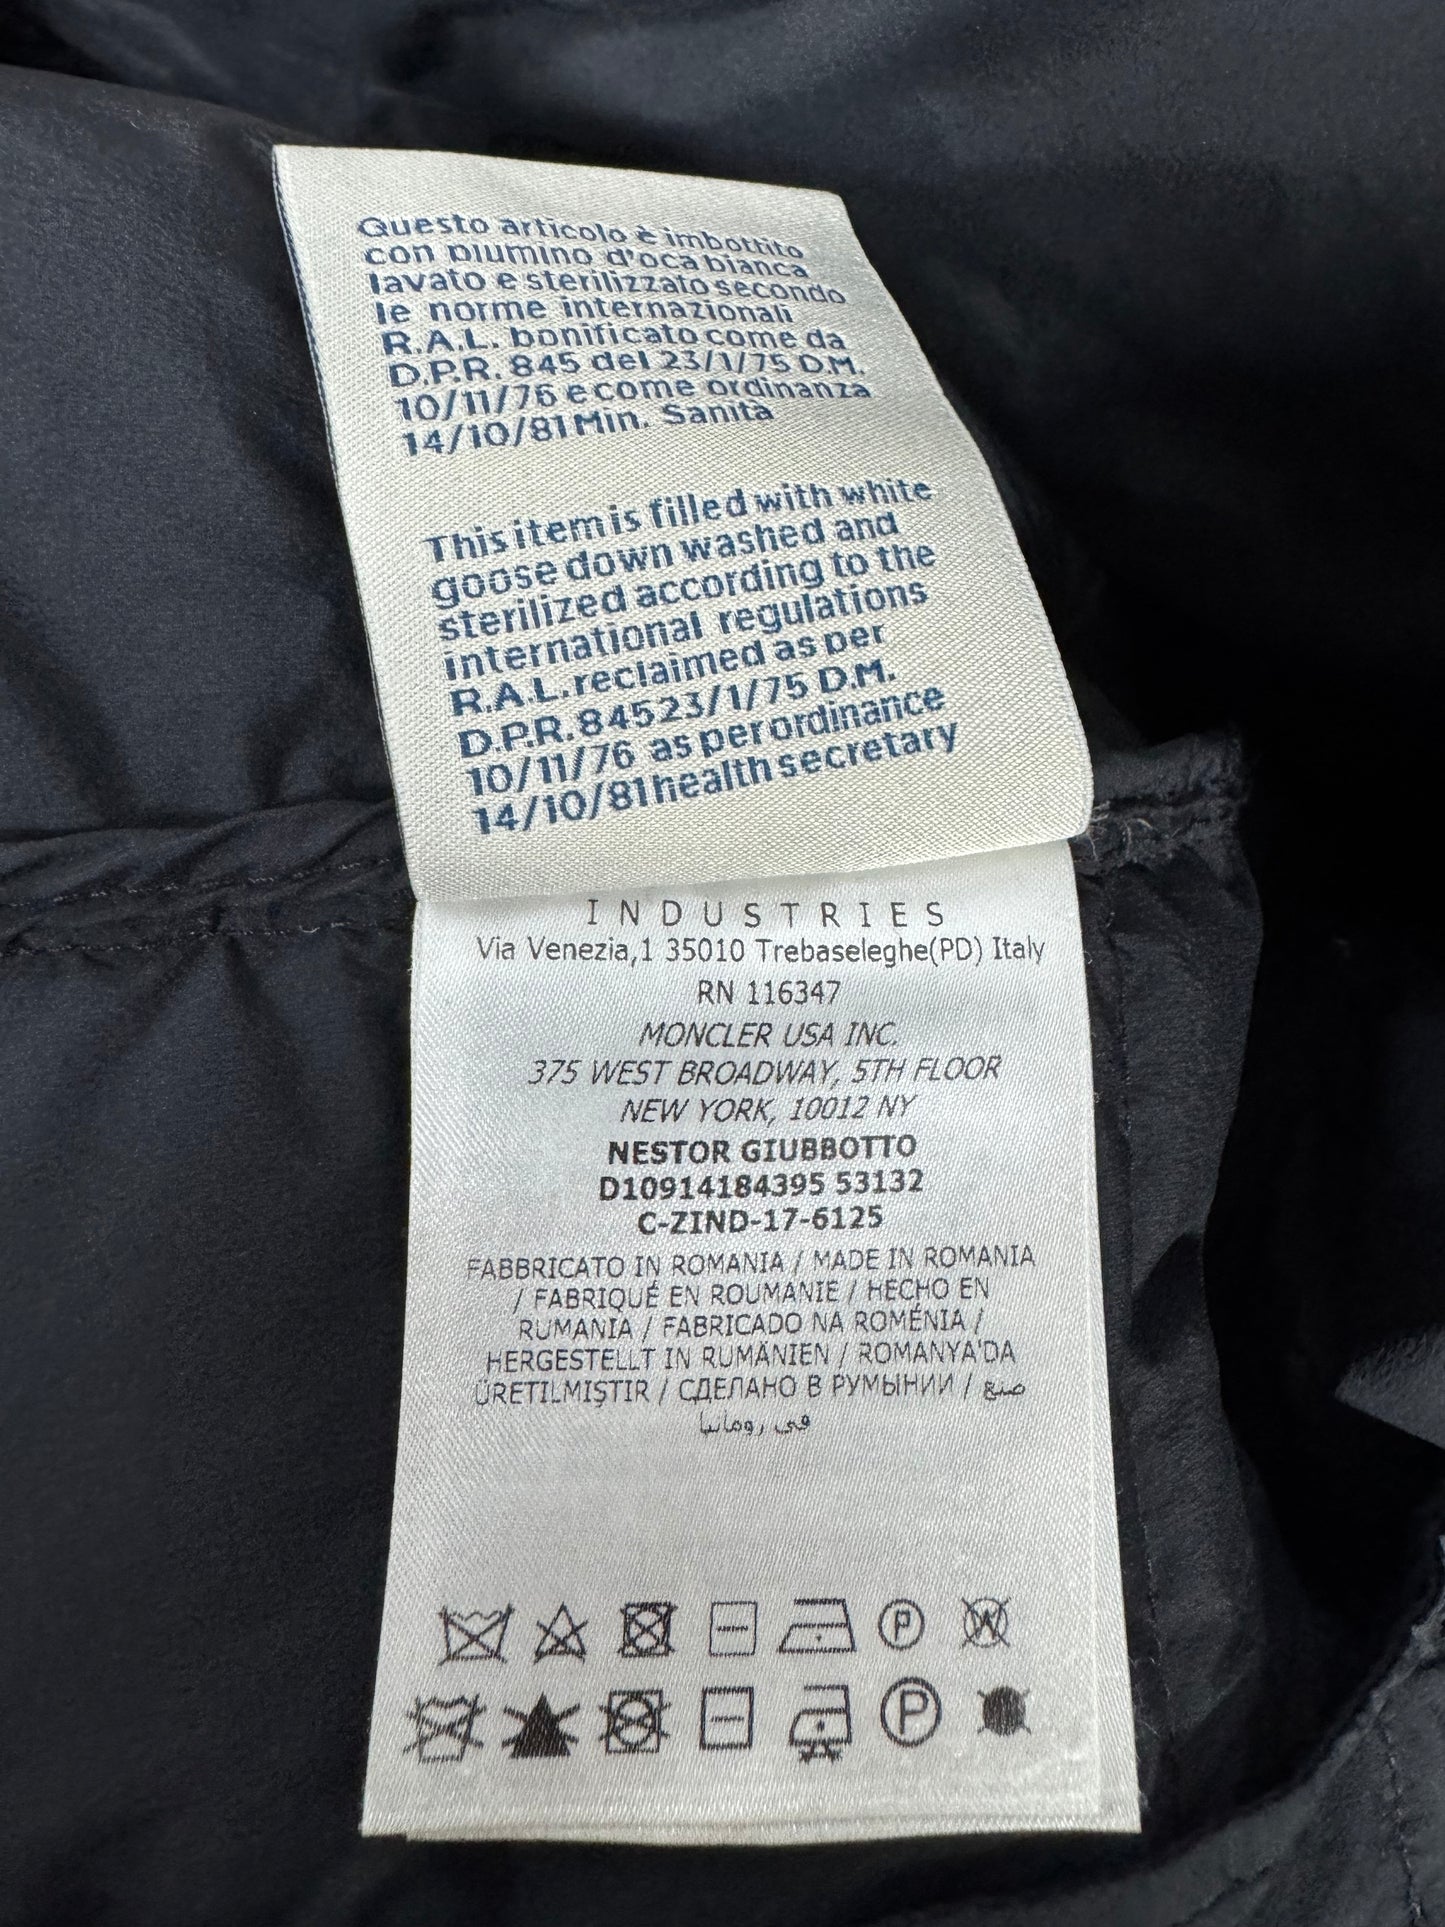 Questo articolo è imbottito
con piumino d'oca bianca
lavato e sterilizzato secondo
le norme internazionali
R.A.L. bonificato come da
D.P.R. 845 del 23/1/75 D.M.
10/11/76 e come ordinanza
14/10/81 Min. Sanità
This item is filled with white
goose down washed and
sterilized according to the
international regulations
R.A.L. reclaimed as per
D.P.R. 845 23/1/75 D.M.
10/11/76 as per ordinance
14/10/81 health secretary
INDUSTRIES
Via Venezia,1 35010 Trebaseleghe(PD) Italy
RN 116347
MONCLER USA INC.
375 WEST BROADWAY, 5TH FLOOR
NEW YORK, 10012 NY
NESTOR GIUBBOTTO
D10914184395 53132
C-ZIND-17-6125
FABBRICATO IN ROMANIA / MADE IN ROMANIA
/ FABRIQUÉ EN ROUMANIE / HECHO EN
RUMANIA / FABRICADO NA ROMÉNIA /
HERGESTELLT IN RUMÄNIEN / ROMANYA'DA
ÜRETILMIŞTIR / СДЕЛАНО В РУМЫНИИ / صنع
في رومانيا
P W
P